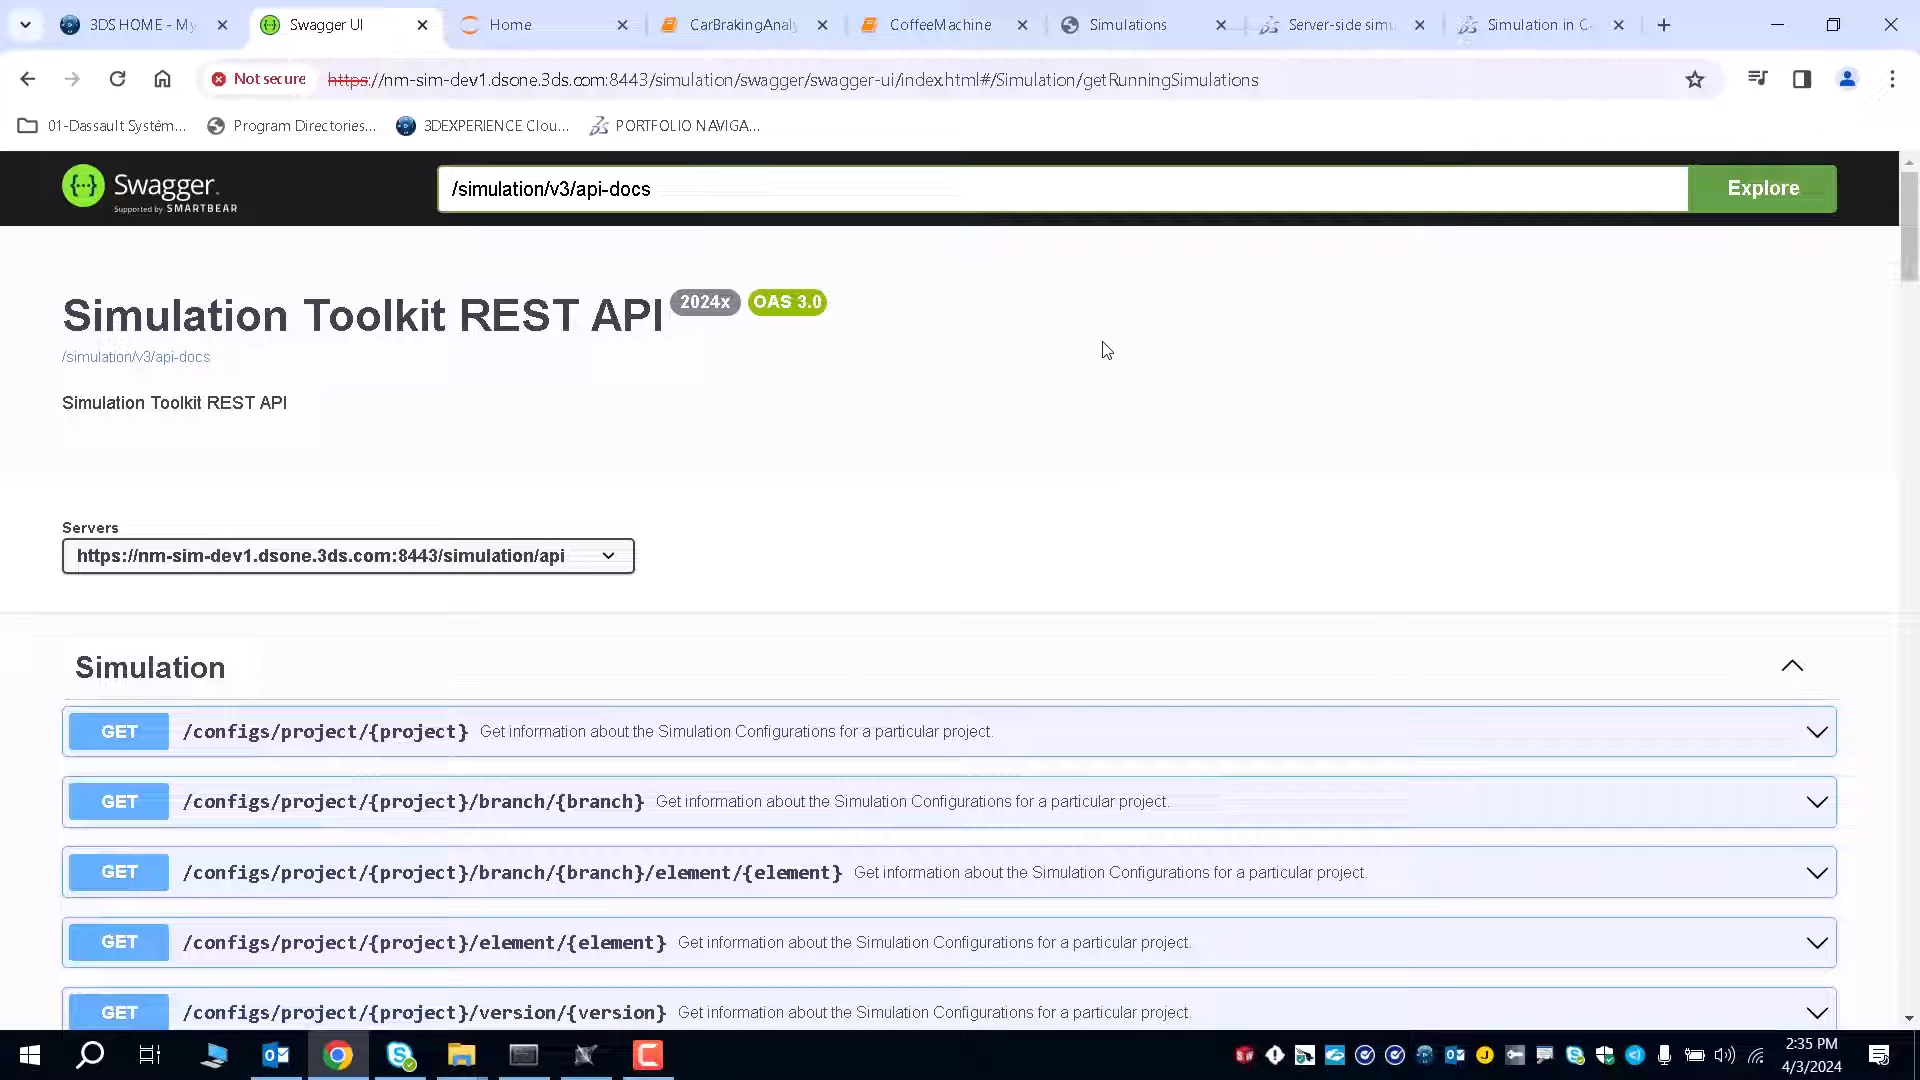 3DS HOME - My
Swagger UI
Home
CarBrakingAnaly
CoffeeMachine
Simulations
Server-side simu
Simulation in C
Not secure
https://nm-sim-dev1.dsone.3ds.com:8443/simulation/swagger/swagger-ui/index.html#/Simulation/getRunningSimulations
01-Dassault Systèm...
Program Directories...
3DEXPERIENCE Clou...
PORTFOLIO NAVIGA...
Swagger.
Supported by SMARTBEAR
/simulation/v3/api-docs
Explore
Simulation Toolkit REST API
2024x
OAS 3.0
/simulation/v3/api-docs
Simulation Toolkit REST API
Servers
https://nm-sim-dev1.dsone.3ds.com:8443/simulation/api
Simulation
GET /configs/project/{project} Get information about the Simulation Configurations for a particular project.
GET /configs/project/{project}/branch/{branch} Get information about the Simulation Configurations for a particular project.
GET /configs/project/{project}/branch/{branch}/element/{element} Get information about the Simulation Configurations for a particular project.
GET /configs/project/{project}/element/{element} Get information about the Simulation Configurations for a particular project.
GET /configs/project/{project}/version/{version} Get information about the Simulation Configurations for a particular project.
2:35 PM
4/3/2024